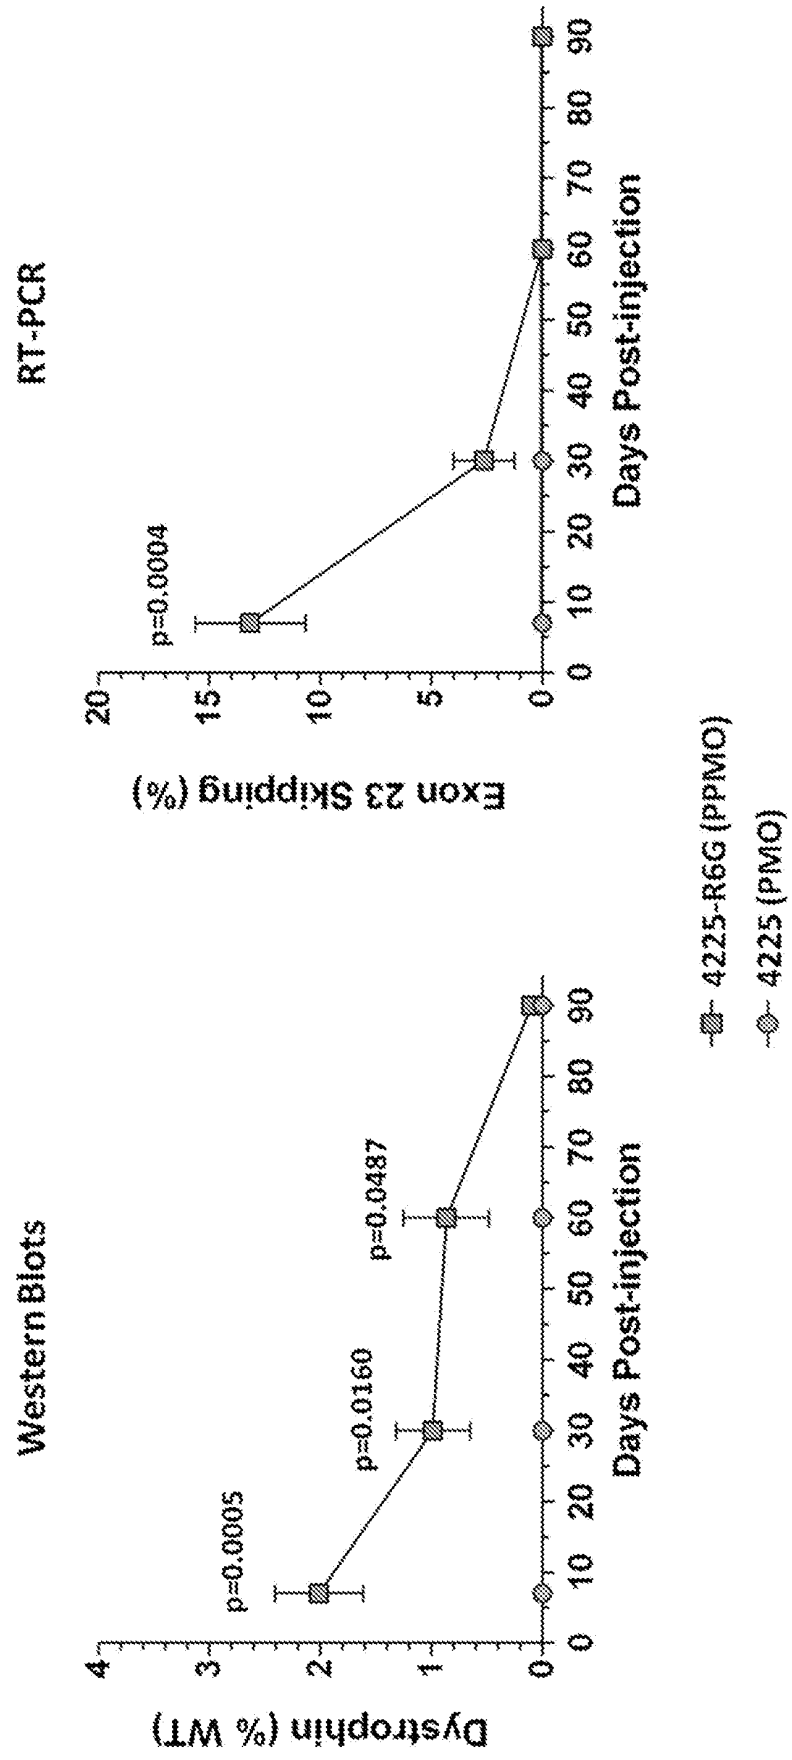 Western Blots
Dystrophin (% WT)
4
3
2
1
0
p=0.0005
p=0.0160
p=0.0487
0 10 20 30 40 50 60 70 80 90
Days Post-injection
RT-PCR
Exon 23 Skipping (%)
20
15
10
5
0
p=0.0004
0 10 20 30 40 50 60 70 80 90
Days Post-injection
4225-R6G (PPMO)
4225 (PMO)